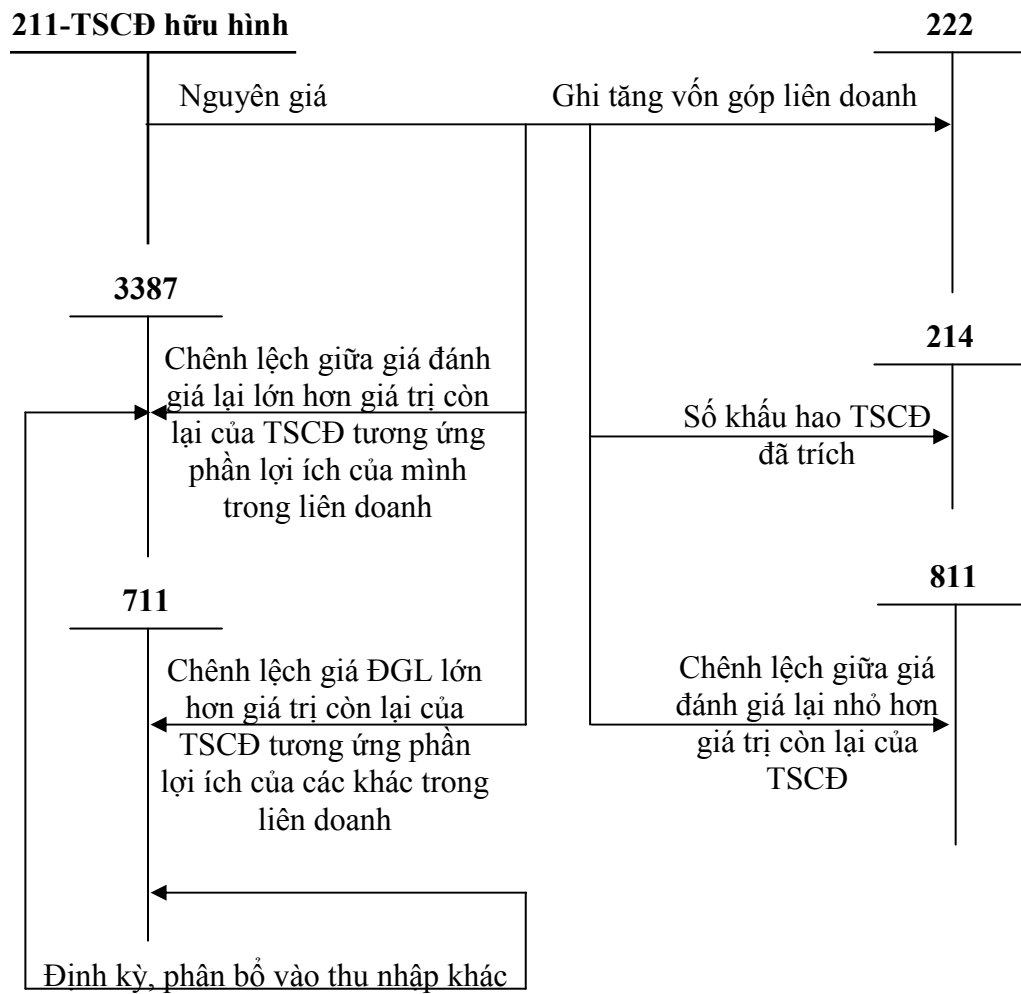 211-TSCĐ hữu hình
222
Nguyên giá
Ghi tăng vốn góp liên doanh
3387
Chênh lệch giữa giá đánh
giá lại lớn hơn giá trị còn
lại của TSCĐ tương ứng
phần lợi ích của mình
trong liên doanh
214
Số khấu hao TSCĐ
đã trích
711
Chênh lệch giá ĐGL lớn
hơn giá trị còn lại của
TSCĐ tương ứng phần
lợi ích của các khác trong
liên doanh
811
Chênh lệch giữa giá
đánh giá lại nhỏ hơn
giá trị còn lại của
TSCĐ
Định kỳ, phân bổ vào thu nhập khác